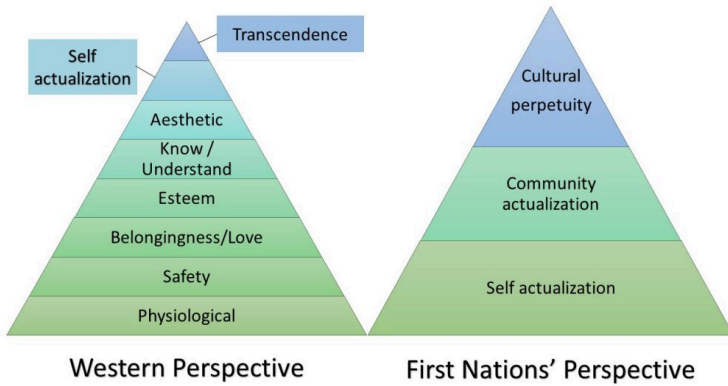 Transcendence
Self
actualization
Aesthetic
Know /
Understand
Esteem
Belongingness/Love
Safety
Physiological
Western Perspective
Cultural
perpetuity
Community
actualization
Self actualization
First Nations’ Perspective